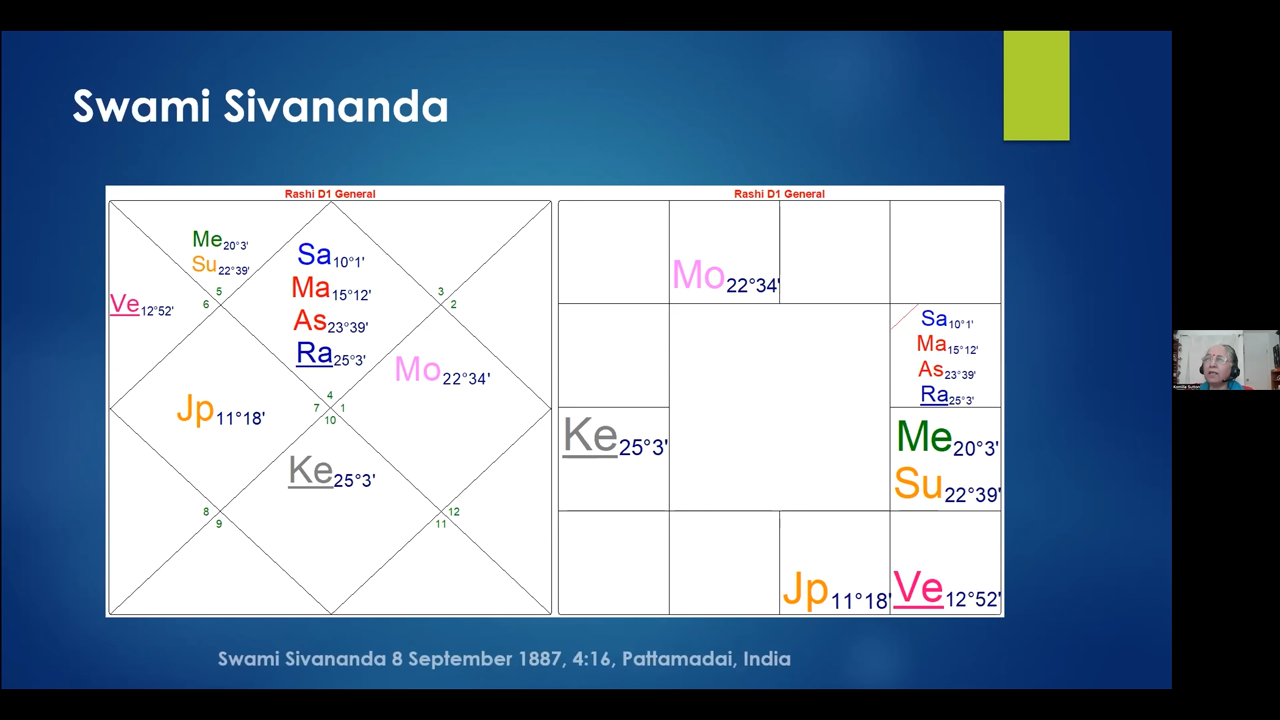 Swami Sivananda
Rashi D1 General
Me20°3'
Su22°39'
Ve12°52'
Sa10°1'
Ma15°12'
As23°39'
Ra25°3'
Mo22°34'
Jp11°18'
Ke25°3'
5
6
3
2
4
7 1
10
8
9
12
11
Rashi D1 General
Mo22°34'
Sa10°1'
Ma15°12'
As23°39'
Ra25°3'
Ke25°3'
Me20°3'
Su22°39'
Jp11°18'
Ve12°52'
Swami Sivananda 8 September 1887, 4:16, Pattamadai, India
Komilla Sutton